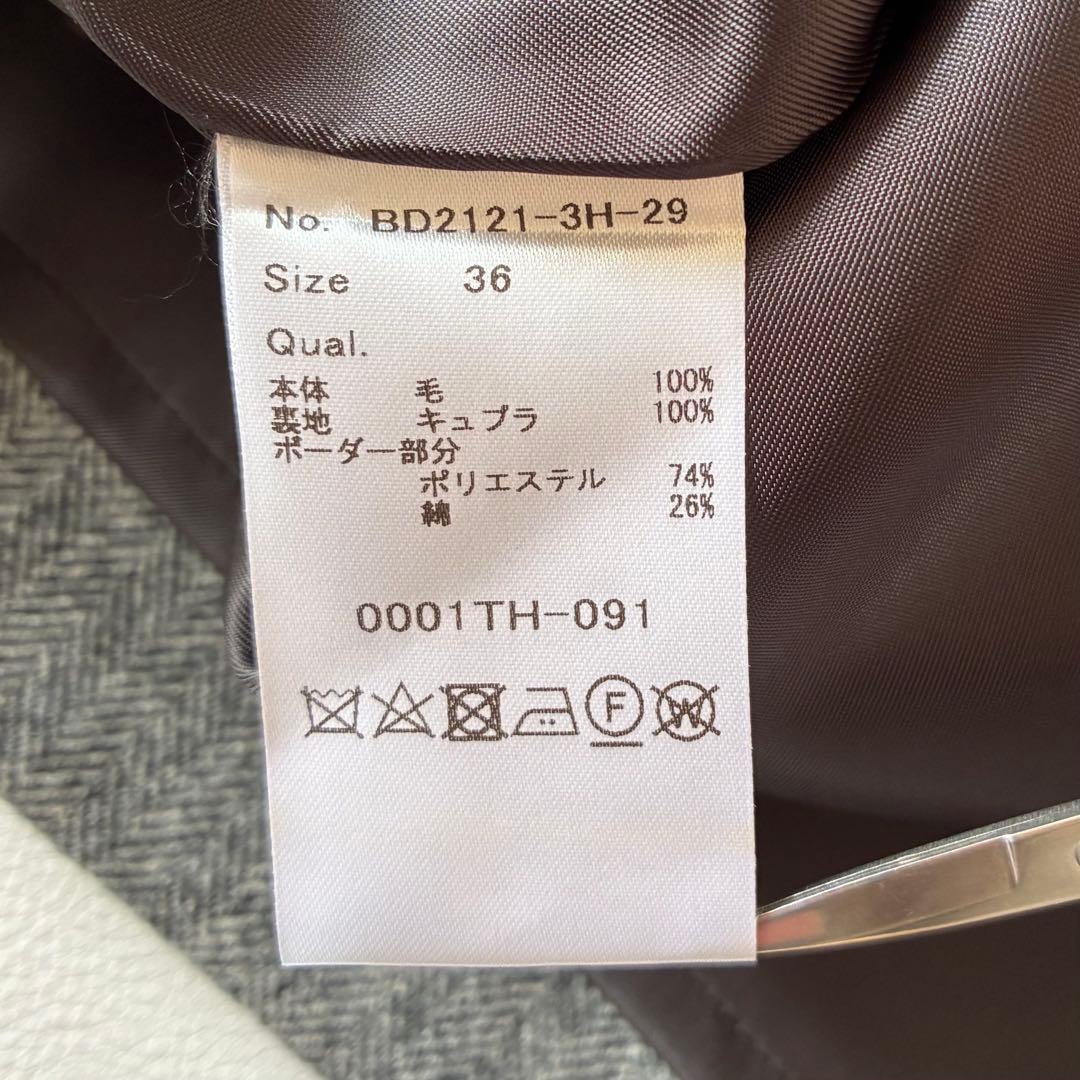 No. BD2121-3H-29
Size 36
Qual.
本体 毛 100%
裏地 キュプラ 100%
ボーダー部分
ポリエステル 74%
綿 26%
0001TH-091
F W